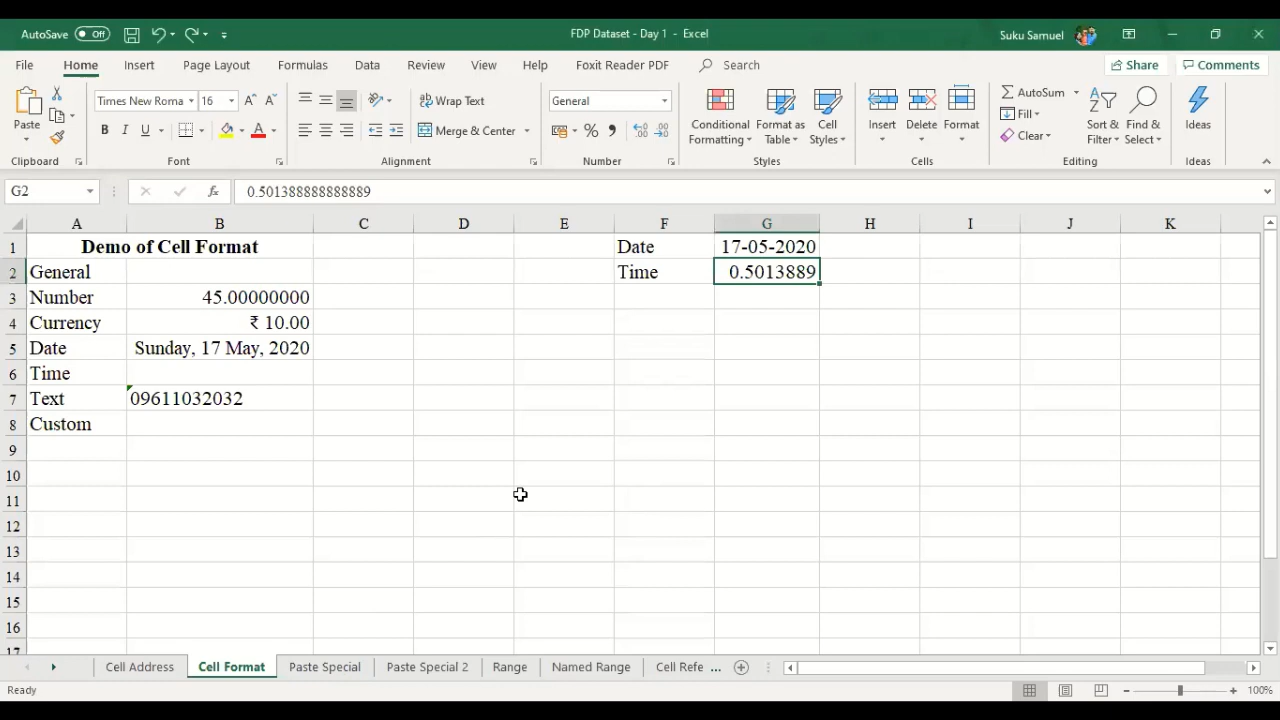 AutoSave Off FDP Dataset - Day 1 - Excel Suku Samuel
File Home Insert Page Layout Formulas Data Review View Help Foxit Reader PDF Search Share Comments
Paste
Times New Roma 16 A A
B I U A
Wrap Text
Merge & Center
General
%
Conditional Formatting
Format as Table
Cell Styles
Insert Delete Format
AutoSum
Fill
Clear
Sort & Filter
Find & Select
Ideas
Clipboard Font Alignment Number Styles Cells Editing Ideas
G2 fx 0.501388888888889
A B C D E F G H I J K
1 Demo of Cell Format Date 17-05-2020
2 General Time 0.5013889
3 Number 45.00000000
4 Currency ₹ 10.00
5 Date Sunday, 17 May, 2020
6 Time
7 Text 09611032032
8 Custom
9
10
11
12
13
14
15
16
17
Cell Address Cell Format Paste Special Paste Special 2 Range Named Range Cell Refe ...
Ready 100%